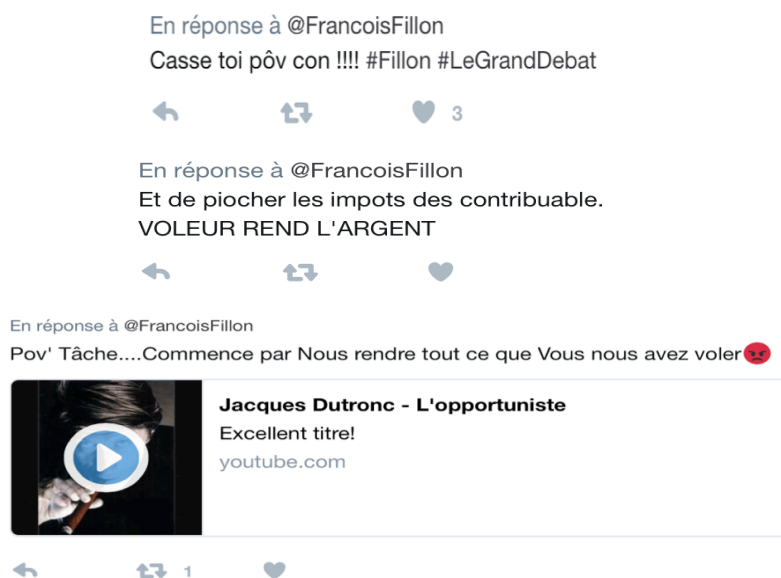 En réponse à @FrancoisFillon
Casse toi pôv con !!!! #Fillon #LeGrandDebat
3
En réponse à @FrancoisFillon
Et de piocher les impots des contribuable.
VOLEUR REND L'ARGENT
En réponse à @FrancoisFillon
Pov' Tâche....Commence par Nous rendre tout ce que Vous nous avez voler😡
Jacques Dutronc - L'opportuniste
Excellent titre!
youtube.com
1